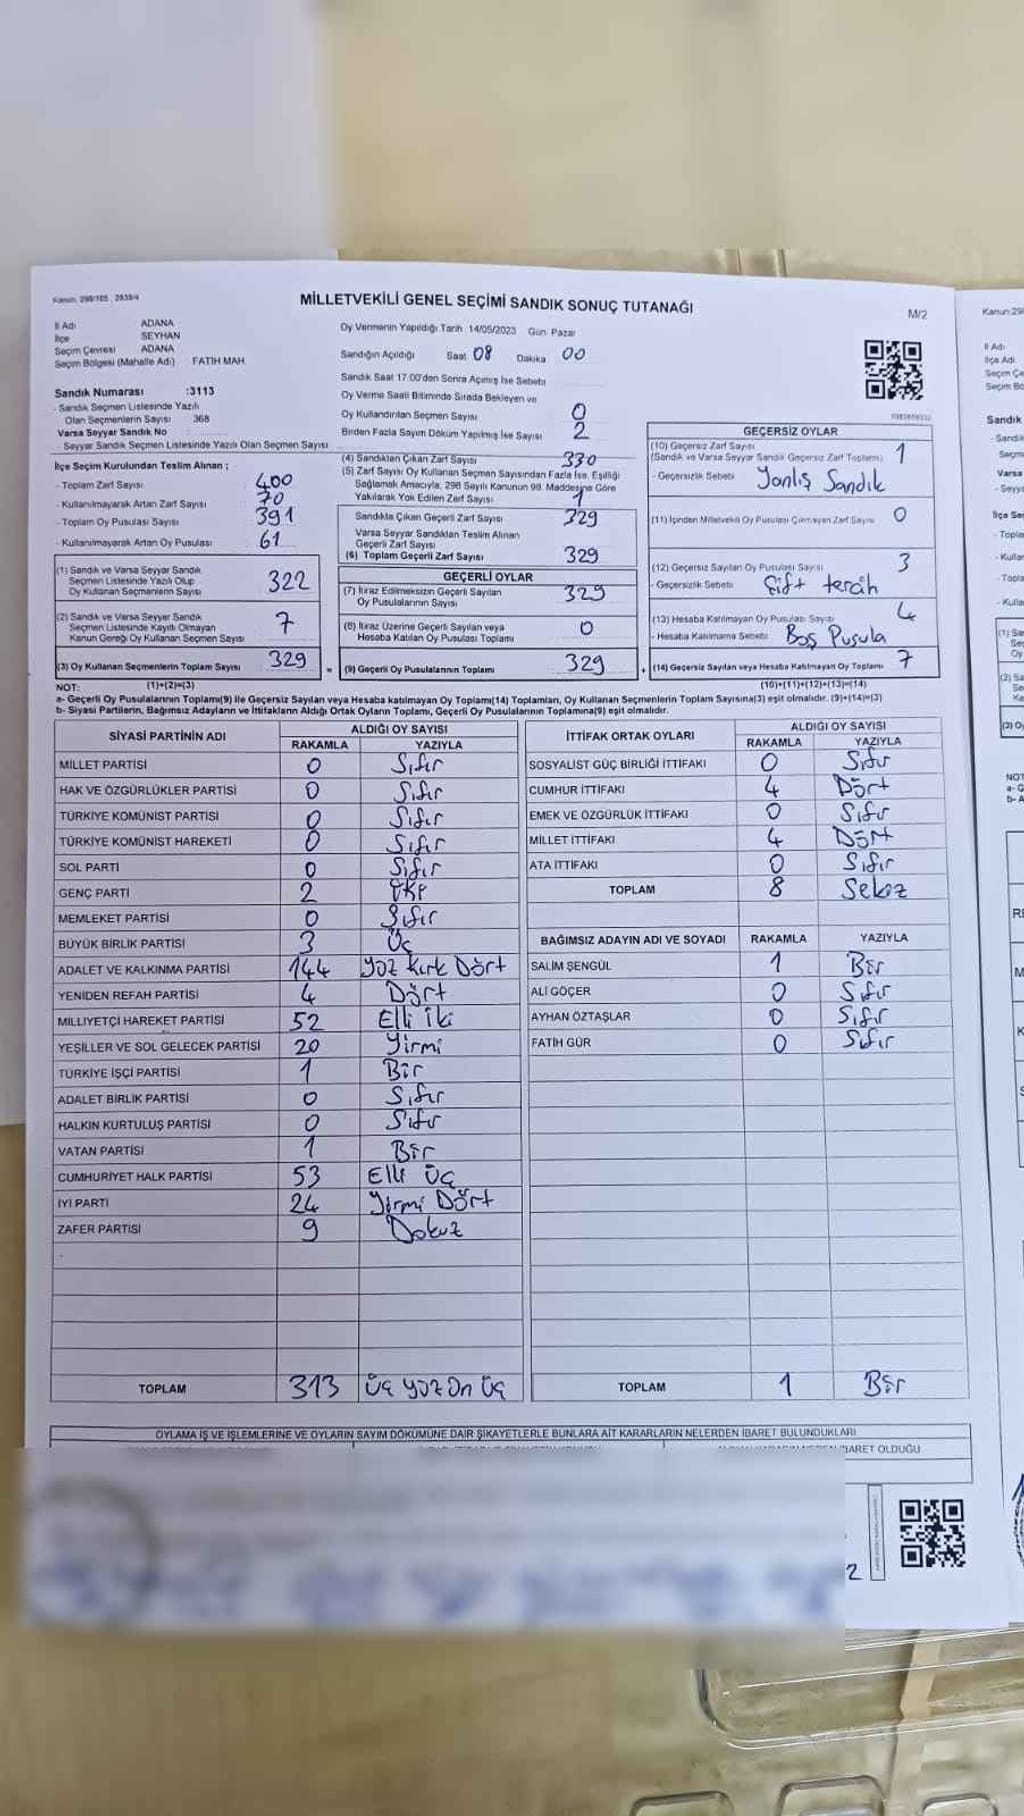 Kanun: 298/105 , 2839/4
MİLLETVEKİLİ GENEL SEÇİMİ SANDIK SONUÇ TUTANAĞI
M/2
İl Adı ADANA
İlçe SEYHAN
Seçim Çevresi ADANA
Seçim Bölgesi (Mahalle Adı) FATİH MAH.
Sandık Numarası :3113
- Sandık Seçmen Listesinde Yazılı
Olan Seçmenlerin Sayısı 368
Varsa Seyyar Sandık No
- Seyyar Sandık Seçmen Listesinde Yazılı Olan Seçmen Sayısı
Oy Vermenin Yapıldığı Tarih :14/05/2023 Gün: Pazar
Sandığın Açıldığı Saat: 08 Dakika 00
Sandık Saat 17:00'den Sonra Açılmış İse Sebebi
Oy Verme Saati Bitiminde Sırada Bekleyen ve
Oy Kullandırılan Seçmen Sayısı 0
Birden Fazla Sayım Döküm Yapılmış İse Sayısı 2
İlçe Seçim Kurulundan Teslim Alınan ;
- Toplam Zarf Sayısı 400
- Kullanılmayarak Artan Zarf Sayısı 70
- Toplam Oy Pusulası Sayısı 391
- Kullanılmayarak Artan Oy Pusulası 61
(1) Sandık ve Varsa Seyyar Sandık
Seçmen Listesinde Yazılı Olup
Oy Kullanan Seçmenlerin Sayısı 322
(2) Sandık ve Varsa Seyyar Sandık
Seçmen Listesinde Kayıtlı Olmayan
Kanun Gereği Oy Kullanan Seçmen Sayısı 7
(3) Oy Kullanan Seçmenlerin Toplam Sayısı 329
(4) Sandıktan Çıkan Zarf Sayısı 330
(5) Zarf Sayısı Oy Kullanan Seçmen Sayısından Fazla İse, Eşitliği
Sağlamak Amacıyla, 298 Sayılı Kanunun 98. Maddesine Göre
Yakılarak Yok Edilen Zarf Sayısı 1
Sandıkta Çıkan Geçerli Zarf Sayısı 329
Varsa Seyyar Sandıktan Teslim Alınan
Geçerli Zarf Sayısı
(6) Toplam Geçerli Zarf Sayısı 329
GEÇERLİ OYLAR
(7) İtiraz Edilmeksizin Geçerli Sayılan
Oy Pusulalarının Sayısı 329
(8) İtiraz Üzerine Geçerli Sayılan veya
Hesaba Katılan Oy Pusulası Toplamı 0
= (9) Geçerli Oy Pusulalarının Toplamı 329
GEÇERSİZ OYLAR
(10) Geçersiz Zarf Sayısı
(Sandık ve Varsa Seyyar Sandık Geçersiz Zarf Toplamı) 1
- Geçersizlik Sebebi Yanlış Sandık
(11) İçinden Milletvekili Oy Pusulası Çıkmayan Zarf Sayısı 0
(12) Geçersiz Sayılan Oy Pusulası Sayısı 3
- Geçersizlik Sebebi Çift tercih
(13) Hesaba Katılmayan Oy Pusulası Sayısı 4
- Hesaba Katılmama Sebebi Boş Pusula
+ (14) Geçersiz Sayılan veya Hesaba Katılmayan Oy Toplamı 7
NOT: (1)+(2)=(3) (10)+(11)+(12)+(13)=(14)
a- Geçerli Oy Pusulalarının Toplamı(9) ile Geçersiz Sayılan veya Hesaba katılmayan Oy Toplamı(14) Toplamları, Oy Kullanan Seçmenlerin Toplam Sayısına(3) eşit olmalıdır. (9)+(14)=(3)
b- Siyasi Partilerin, Bağımsız Adayların ve İttifakların Aldığı Ortak Oyların Toplamı, Geçerli Oy Pusulalarının Toplamına(9) eşit olmalıdır.
SİYASİ PARTİNİN ADI ALDIĞI OY SAYISI
RAKAMLA YAZIYLA
MİLLET PARTİSİ 0 Sıfır
HAK VE ÖZGÜRLÜKLER PARTİSİ 0 Sıfır
TÜRKİYE KOMÜNİST PARTİSİ 0 Sıfır
TÜRKİYE KOMÜNİST HAREKETİ 0 Sıfır
SOL PARTİ 0 Sıfır
GENÇ PARTİ 2 İki
MEMLEKET PARTİSİ 0 Sıfır
BÜYÜK BİRLİK PARTİSİ 3 Üç
ADALET VE KALKINMA PARTİSİ 144 Yüz Kırk Dört
YENİDEN REFAH PARTİSİ 4 Dört
MİLLİYETÇİ HAREKET PARTİSİ 52 Elli İki
YEŞİLLER VE SOL GELECEK PARTİSİ 20 Yirmi
TÜRKİYE İŞÇİ PARTİSİ 1 Bir
ADALET BİRLİK PARTİSİ 0 Sıfır
HALKIN KURTULUŞ PARTİSİ 0 Sıfır
VATAN PARTİSİ 1 Bir
CUMHURİYET HALK PARTİSİ 53 Elli Üç
İYİ PARTİ 24 Yirmi Dört
ZAFER PARTİSİ 9 Dokuz
TOPLAM 313 Üç Yüz On Üç
İTTİFAK ORTAK OYLARI ALDIĞI OY SAYISI
RAKAMLA YAZIYLA
SOSYALİST GÜÇ BİRLİĞİ İTTİFAKI 0 Sıfır
CUMHUR İTTİFAKI 4 Dört
EMEK VE ÖZGÜRLÜK İTTİFAKI 0 Sıfır
MİLLET İTTİFAKI 4 Dört
ATA İTTİFAKI 0 Sıfır
TOPLAM 8 Sekiz
BAĞIMSIZ ADAYIN ADI VE SOYADI RAKAMLA YAZIYLA
SALİM ŞENGÜL 1 Bir
ALİ GÖÇER 0 Sıfır
AYHAN ÖZTAŞLAR 0 Sıfır
FATİH GÜR 0 Sıfır
TOPLAM 1 Bir
OYLAMA İŞ VE İŞLEMLERİNE VE OYLARIN SAYIM DÖKÜMÜNE DAİR ŞİKAYETLERLE BUNLARA AİT KARARLARIN NELERDEN İBARET BULUNDUKLARI
BARET OLDUĞU
2